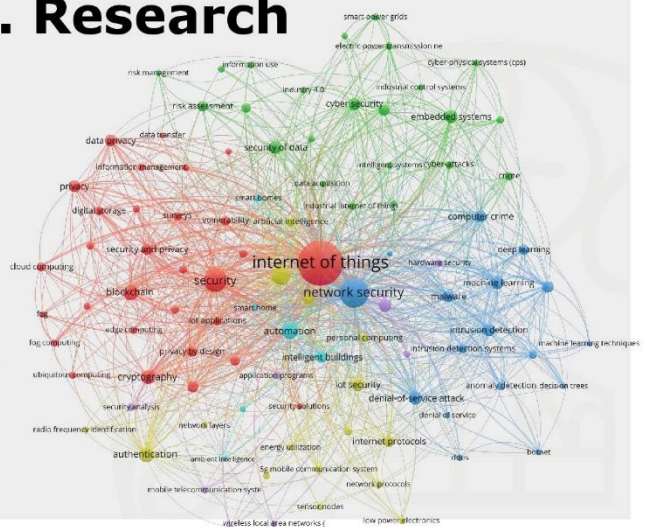 . Research
smart power grids
electric power transmission ne
information use
cyber-physical systems (cps)
risk management
industry 4.0
industrial control systems
risk assessment
cyber security
embedded systems
data privacy
data transfer
security of data
information management
intelligent systems
cyber-attacks
crime
privacy
data acquisition
smart homes
digital storage
surveys
vulnerability
artificial intelligence
industrial internet of things
computer crime
security and privacy
deep learning
cloud computing
internet of things
hardware security
security
machine learning
blockchain
network security
malware
fog
smart home
iot applications
edge computing
automation
personal computing
intrusion detection
fog computing
privacy by design
intelligent buildings
intrusion detection systems
machine learning techniques
ubiquitous computing
cryptography
application programs
iot security
anomaly detection
decision trees
denial-of-service attack
security analysis
security solutions
denial of service
radio frequency identification
network layers
internet protocols
authentication
energy utilization
ambient intelligence
ddos
botnet
5g mobile communication system
mobile telecommunication syste
network protocols
sensor nodes
wireless local area networks (
low power electronics